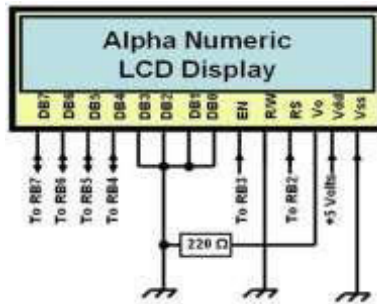 Alpha Numeric
LCD Display
DB7 DB6 DB5 DB4 DB3 DB2 DB1 DB0 EN R/W RS Vo Vdd Vss
To RB7 To RB6 To RB5 To RB4 To RB3 To RB2 +5 Volts
220 Ω